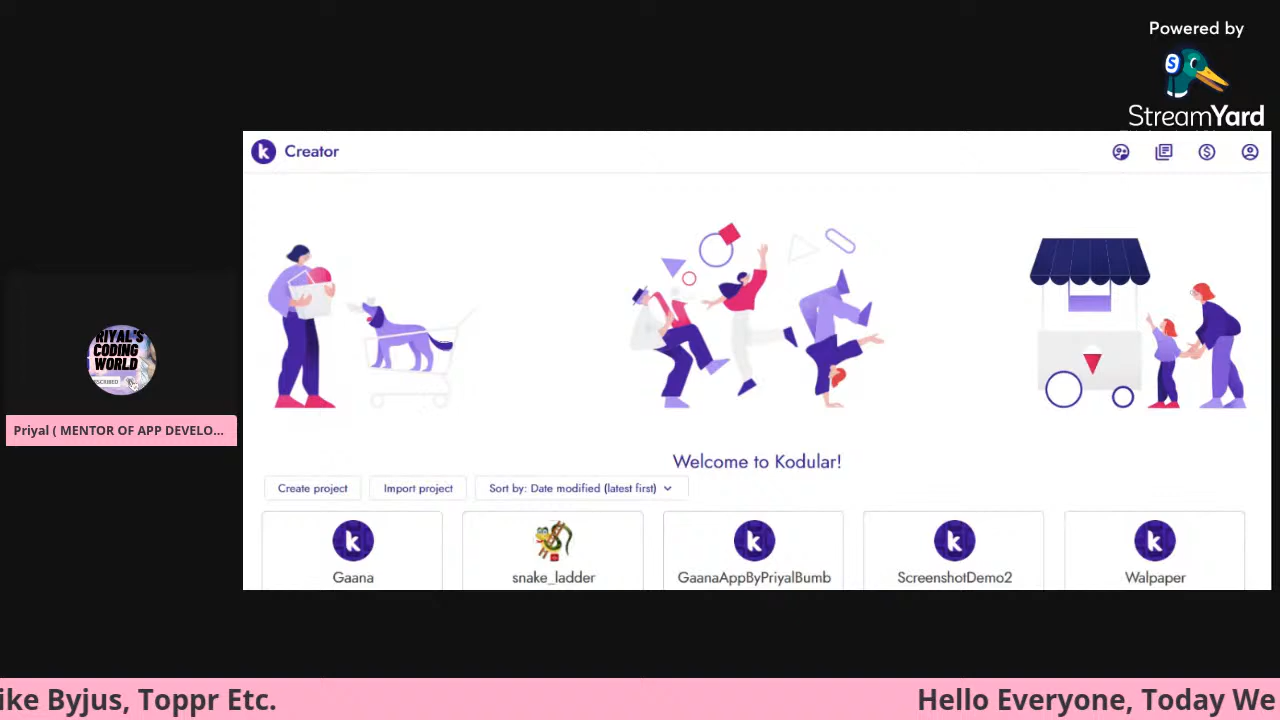 Powered by
StreamYard
Creator
RIYAL'S
CODING
WORLD
Priyal ( MENTOR OF APP DEVELO...
Welcome to Kodular!
Create project
Import project
Sort by: Date modified (latest first)
Gaana
snake_ladder
GaanaAppByPriyalBumb
ScreenshotDemo2
Walpaper
ike Byjus, Toppr Etc.
Hello Everyone, Today We